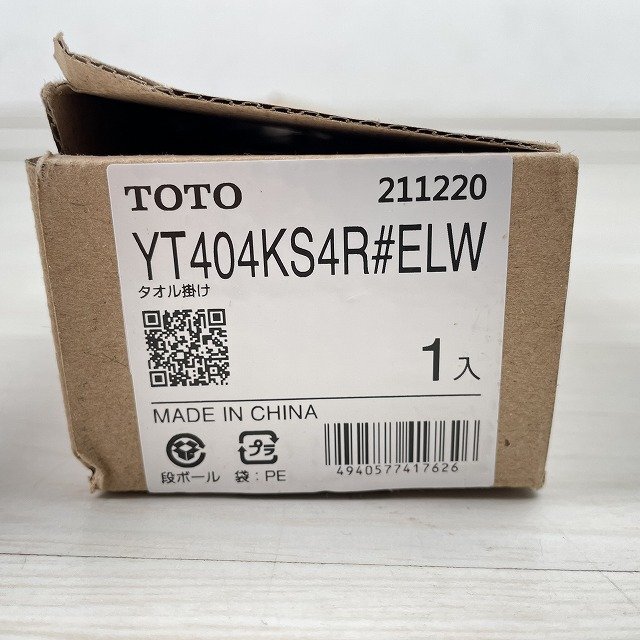 TOTO
211220
YT404KS4R#ELW
タオル掛け
1入
MADE IN CHINA
プラ
4940577417626
段ボール
袋:PE